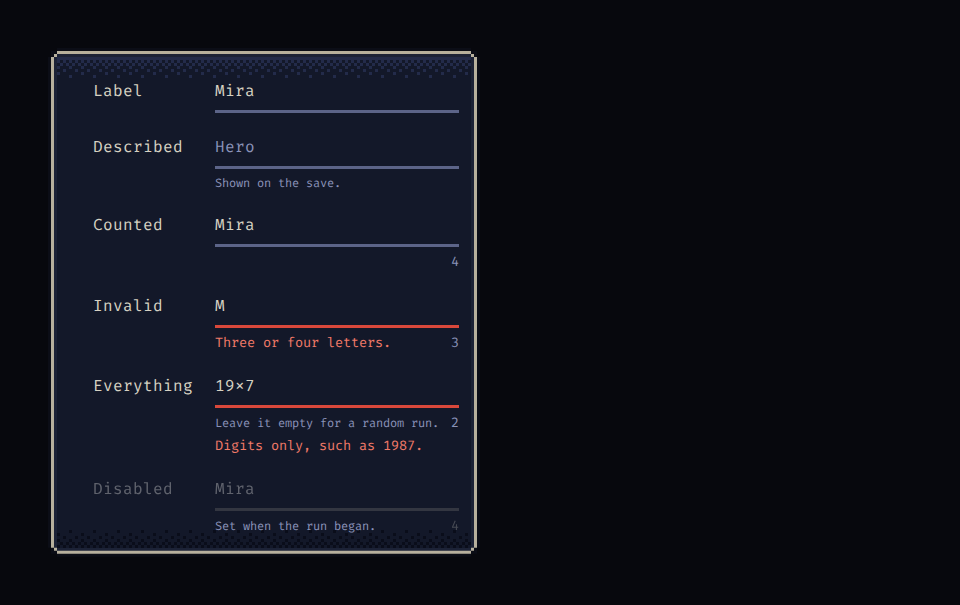 Label Mira
Described Hero
Shown on the save.
Counted Mira
4
Invalid M
Three or four letters. 3
Everything 19×7
Leave it empty for a random run. 2
Digits only, such as 1987.
Disabled Mira
Set when the run began. 4